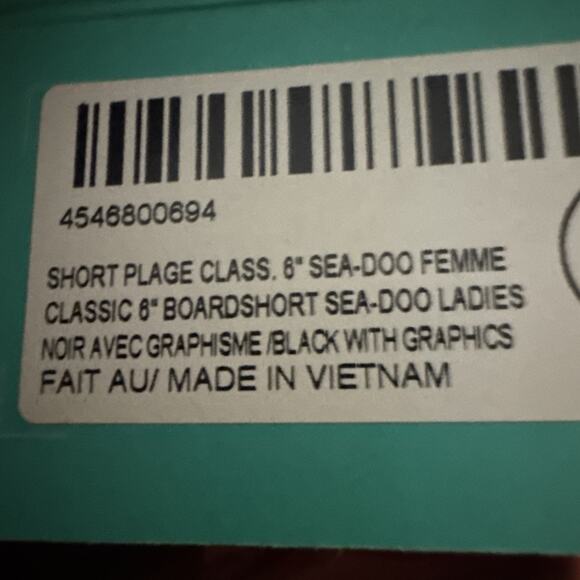 4546800694
SHORT PLAGE CLASS. 6" SEA-DOO FEMME
CLASSIC 6" BOARDSHORT SEA-DOO LADIES
NOIR AVEC GRAPHISME /BLACK WITH GRAPHICS
FAIT AU/ MADE IN VIETNAM